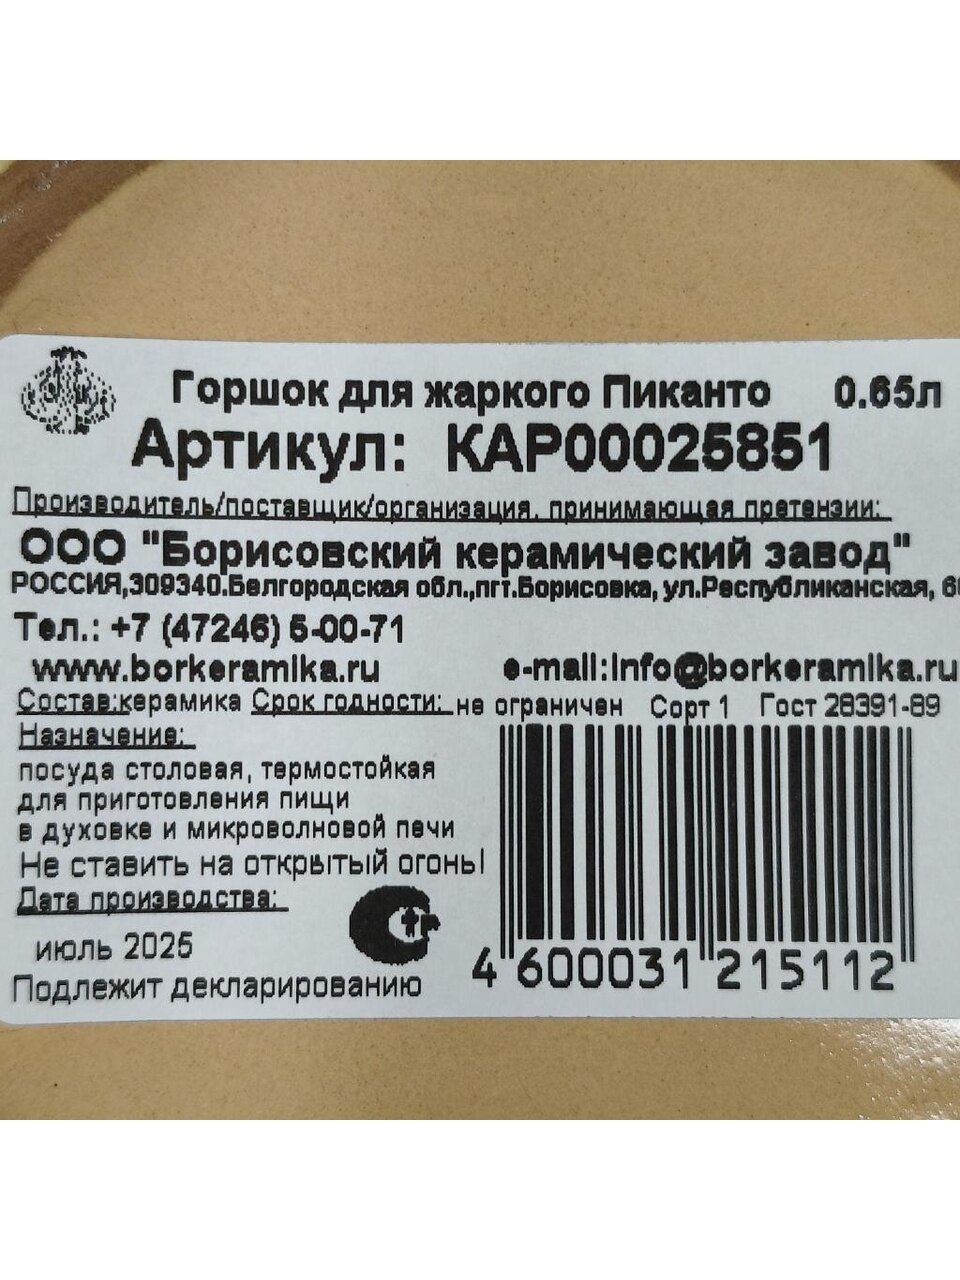 Горшок для жаркого Пиканто 0.65л
Артикул: КАР00025851
Производитель/поставщик/организация, принимающая претензии:
ООО "Борисовский керамический завод"
РОССИЯ,309340.Белгородская обл.,пгт.Борисовка, ул.Республиканская,
Тел.: +7 (47246) 5-00-71
www.borkeramika.ru e-mail:info@borkeramika.ru
Состав:керамика Срок годности: не ограничен Сорт 1 Гост 28391-89
Назначение:
посуда столовая, термостойкая
для приготовления пищи
в духовке и микроволновой печи
Не ставить на открытый огонь!
Дата производства:
июль 2025
Подлежит декларированию
4 600031 215112